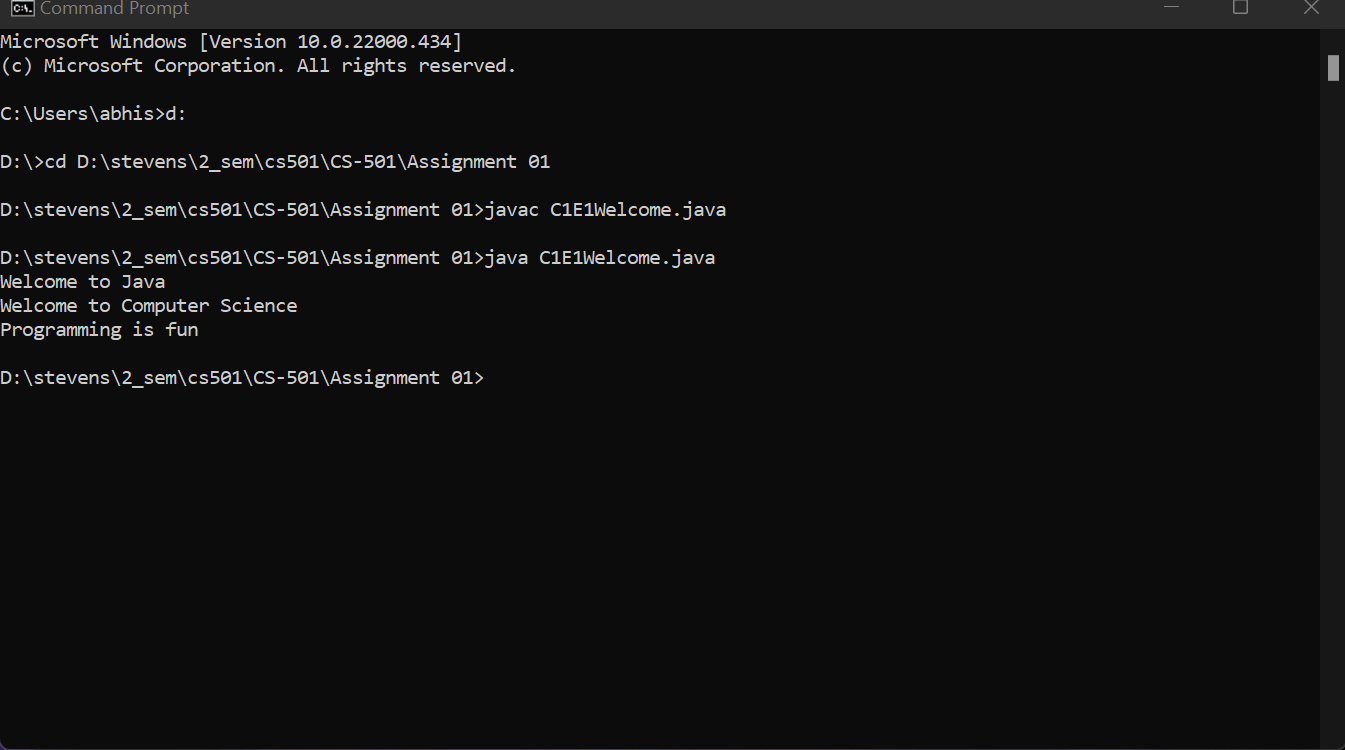 Command Prompt
Microsoft Windows [Version 10.0.22000.434]
(c) Microsoft Corporation. All rights reserved.
C:\Users\abhis>d:
D:\>cd D:\stevens\2_sem\cs501\CS-501\Assignment 01
D:\stevens\2_sem\cs501\CS-501\Assignment 01>javac C1E1Welcome.java
D:\stevens\2_sem\cs501\CS-501\Assignment 01>java C1E1Welcome.java
Welcome to Java
Welcome to Computer Science
Programming is fun
D:\stevens\2_sem\cs501\CS-501\Assignment 01>